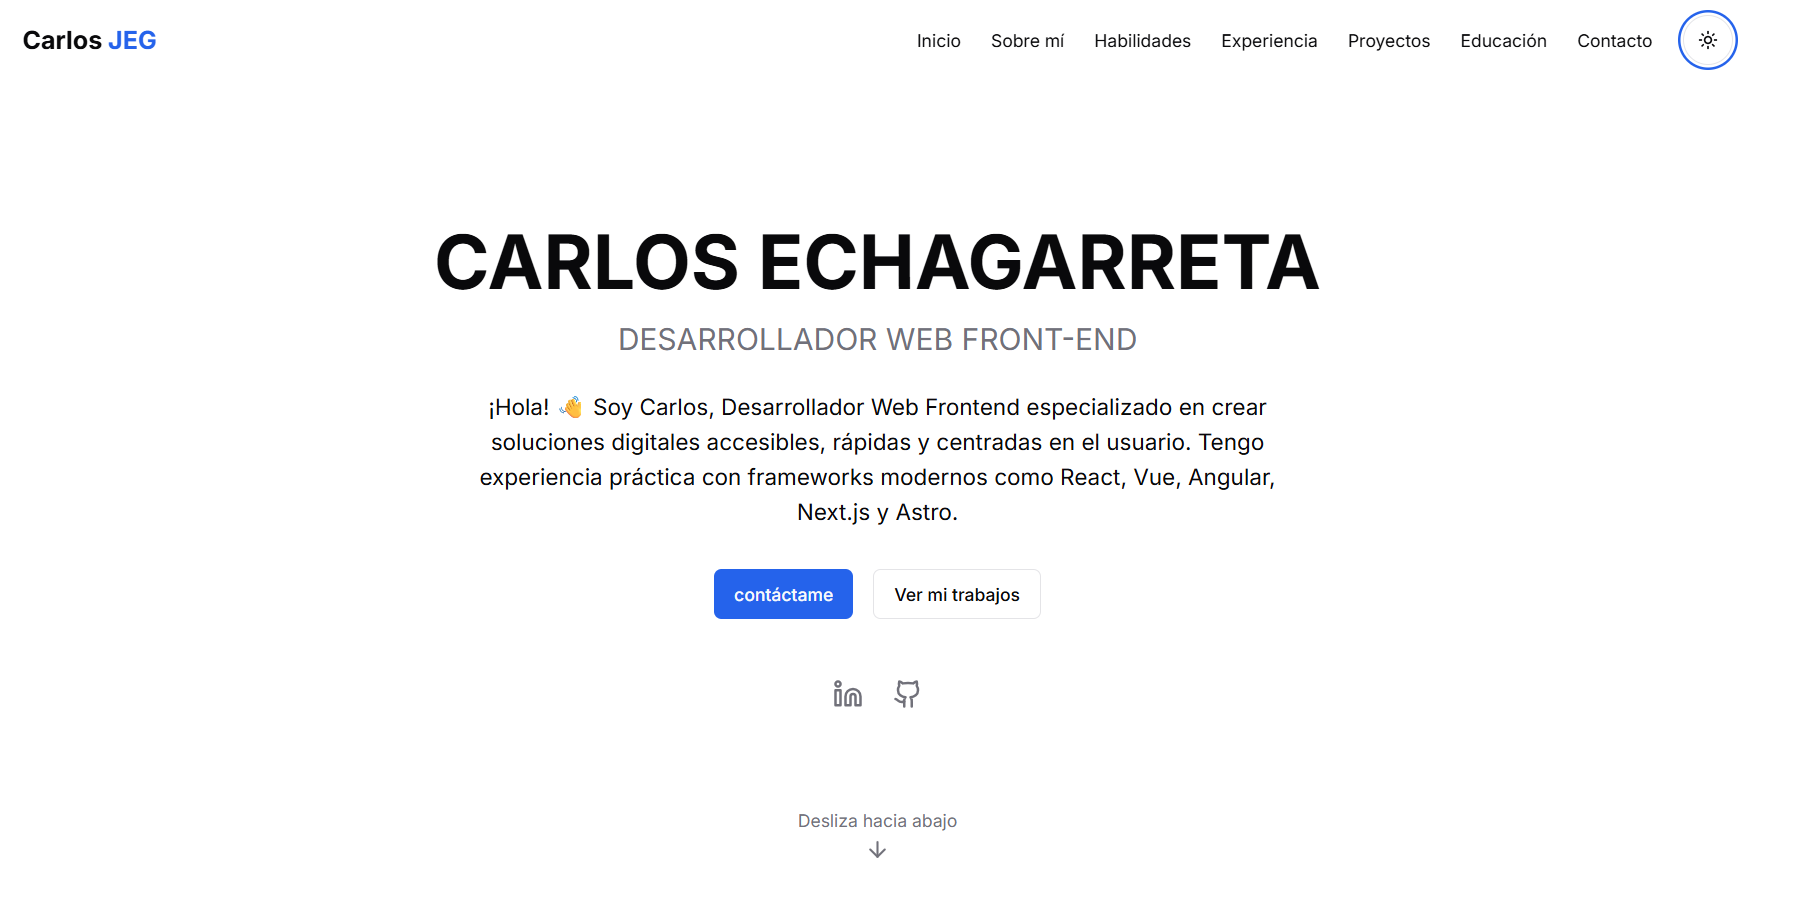 Carlos JEG
Inicio Sobre mí Habilidades Experiencia Proyectos Educación Contacto
CARLOS ECHAGARRETA
DESARROLLADOR WEB FRONT-END
¡Hola! 👋 Soy Carlos, Desarrollador Web Frontend especializado en crear
soluciones digitales accesibles, rápidas y centradas en el usuario. Tengo
experiencia práctica con frameworks modernos como React, Vue, Angular,
Next.js y Astro.
contáctame
Ver mi trabajos
Desliza hacia abajo